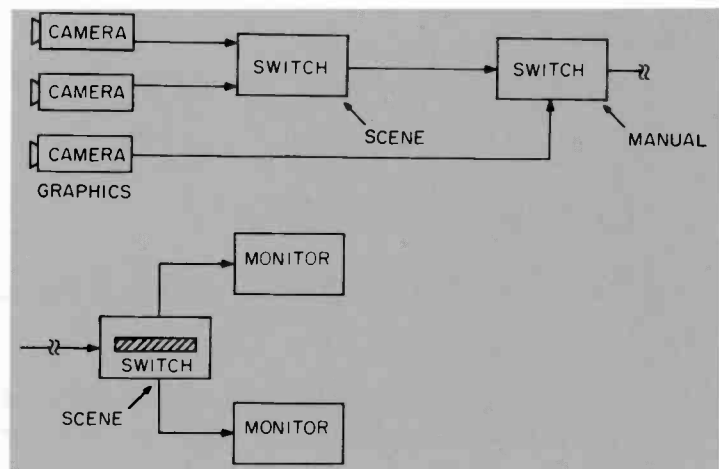 CAMERA
SWITCH
SWITCH
CAMERA
SCENE
MANUAL
CAMERA
GRAPHICS
MONITOR
SWITCH
SCENE
MONITOR